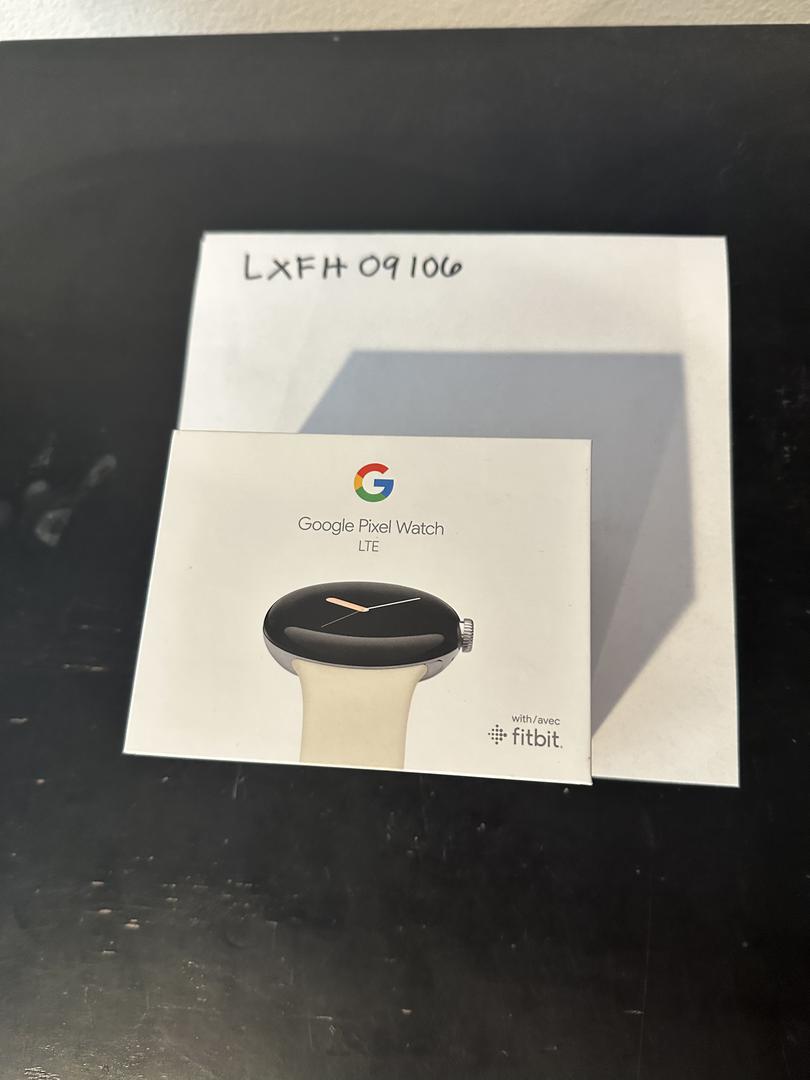 LXFH 09106
Google Pixel Watch
LTE
with/avec
fitbit.